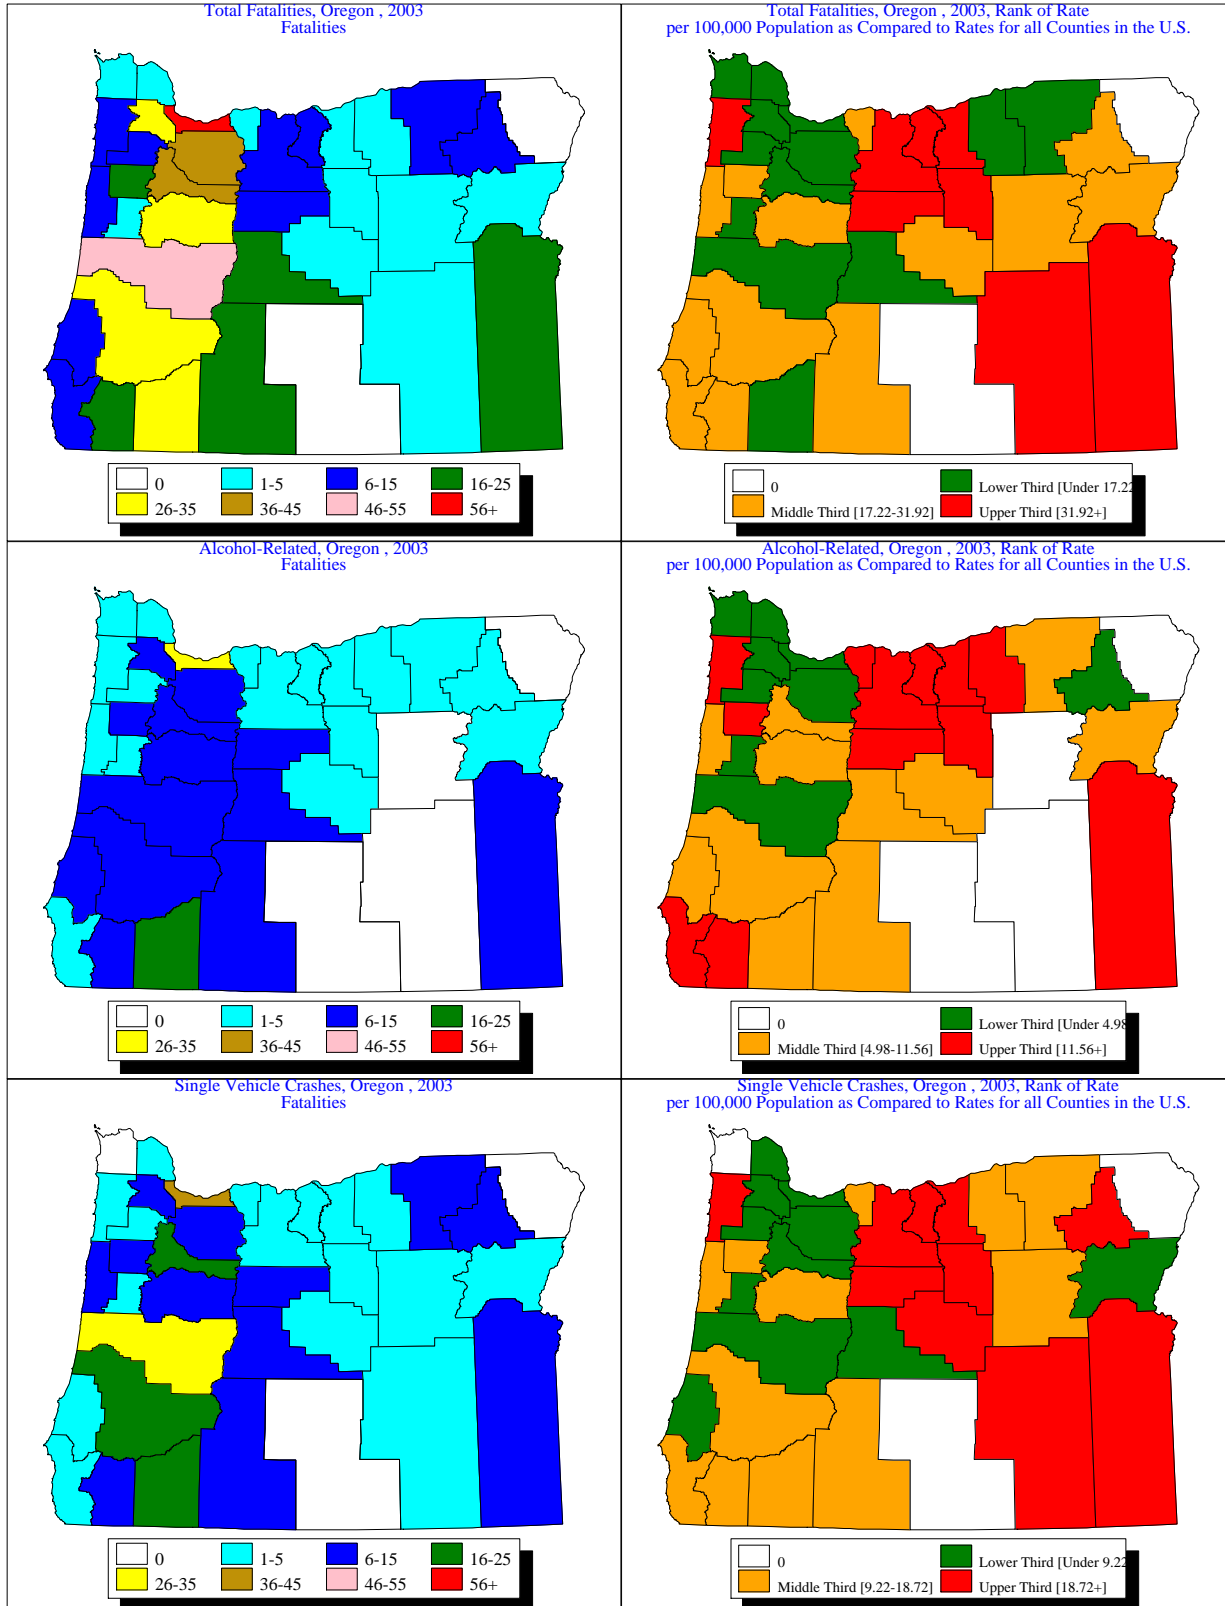 Total Fatalities, Oregon , 2003
Fatalities
0
1-5
6-15
16-25
26-35
36-45
46-55
56+
Total Fatalities, Oregon , 2003, Rank of Rate
per 100,000 Population as Compared to Rates for all Counties in the U.S.
0
Lower Third [Under 17.22
Middle Third [17.22-31.92]
Upper Third [31.92+]
Alcohol-Related, Oregon , 2003
Fatalities
0
1-5
6-15
16-25
26-35
36-45
46-55
56+
Alcohol-Related, Oregon , 2003, Rank of Rate
per 100,000 Population as Compared to Rates for all Counties in the U.S.
0
Lower Third [Under 4.98
Middle Third [4.98-11.56]
Upper Third [11.56+]
Single Vehicle Crashes, Oregon , 2003
Fatalities
0
1-5
6-15
16-25
26-35
36-45
46-55
56+
Single Vehicle Crashes, Oregon , 2003, Rank of Rate
per 100,000 Population as Compared to Rates for all Counties in the U.S.
0
Lower Third [Under 9.22
Middle Third [9.22-18.72]
Upper Third [18.72+]